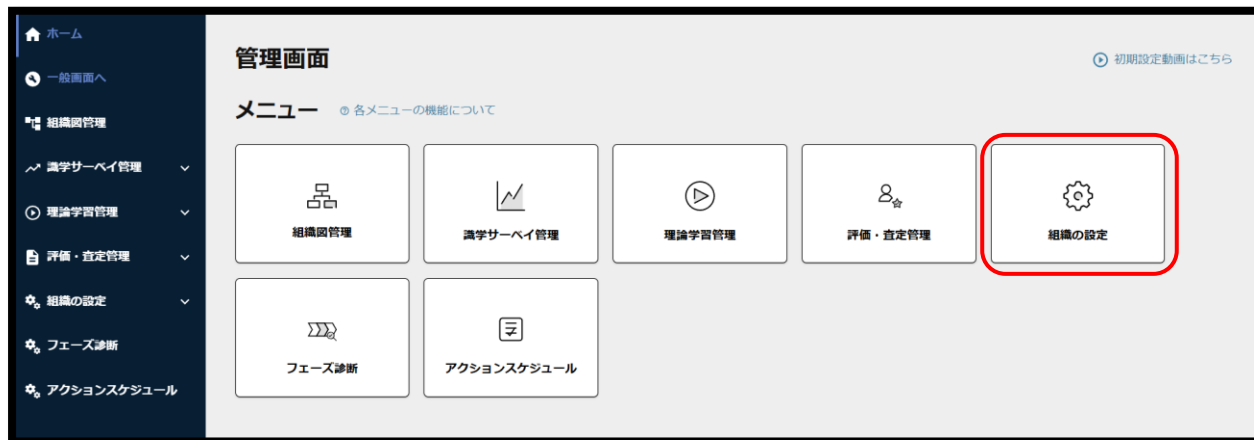 ホーム
一般画面へ
組織図管理
識学サーベイ管理
理論学習管理
評価・査定管理
組織の設定
フェーズ診断
アクションスケジュール
管理画面
初期設定動画はこちら
メニュー
各メニューの機能について
組織図管理
識学サーベイ管理
理論学習管理
評価・査定管理
組織の設定
フェーズ診断
アクションスケジュール